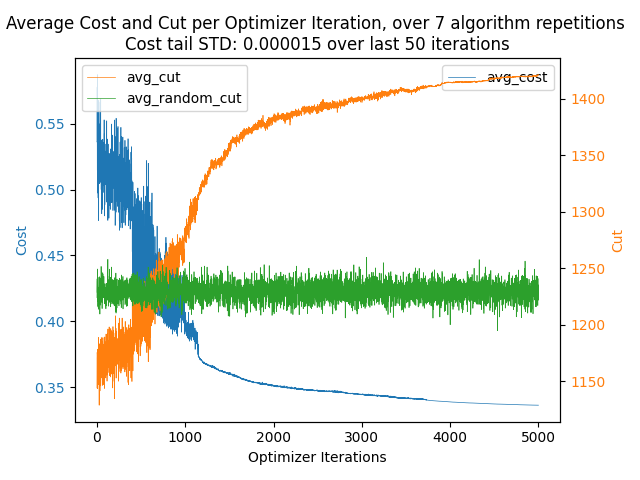 Average Cost and Cut per Optimizer Iteration, over 7 algorithm repetitions
Cost tail STD: 0.000015 over last 50 iterations
avg_cut
avg_random_cut
avg_cost
0.55
0.50
0.45
0.40
0.35
Cost
1400
1350
1300
1250
1200
1150
Cut
0 1000 2000 3000 4000 5000
Optimizer Iterations